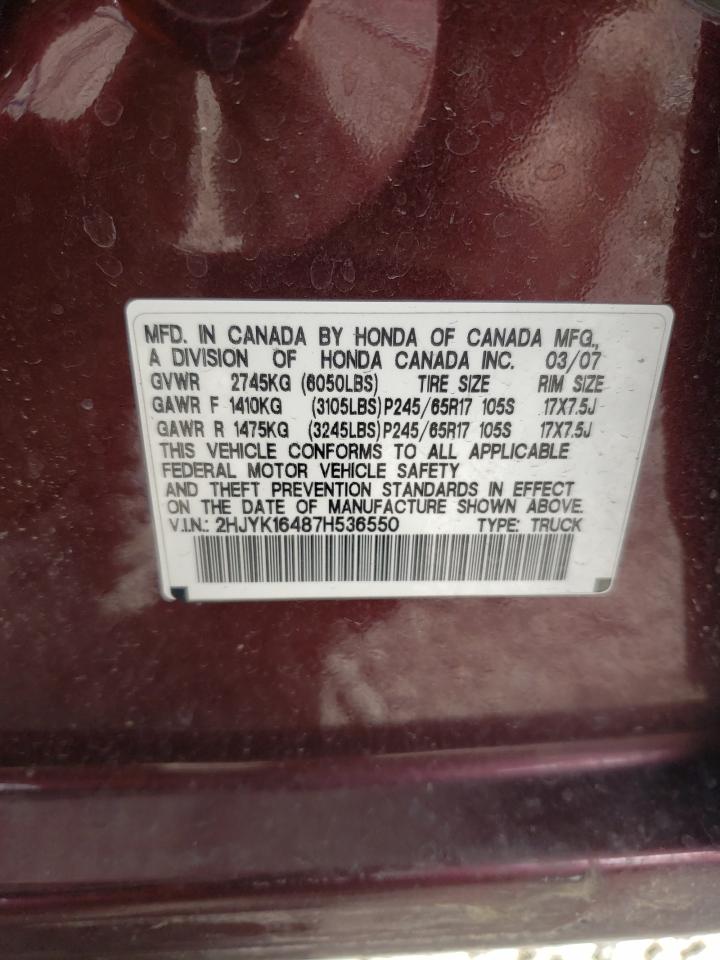 MFD. IN CANADA BY HONDA OF CANADA MFG.,
A DIVISION OF HONDA CANADA INC. 03/07
GVWR 2745KG (6050LBS) TIRE SIZE RIM SIZE
GAWR F 1410KG (3105LBS) P245/65R17 105S 17X7.5J
GAWR R 1475KG (3245LBS) P245/65R17 105S 17X7.5J
THIS VEHICLE CONFORMS TO ALL APPLICABLE
FEDERAL MOTOR VEHICLE SAFETY
AND THEFT PREVENTION STANDARDS IN EFFECT
ON THE DATE OF MANUFACTURE SHOWN ABOVE.
V.I.N.: 2HJYK16487H536550 TYPE: TRUCK